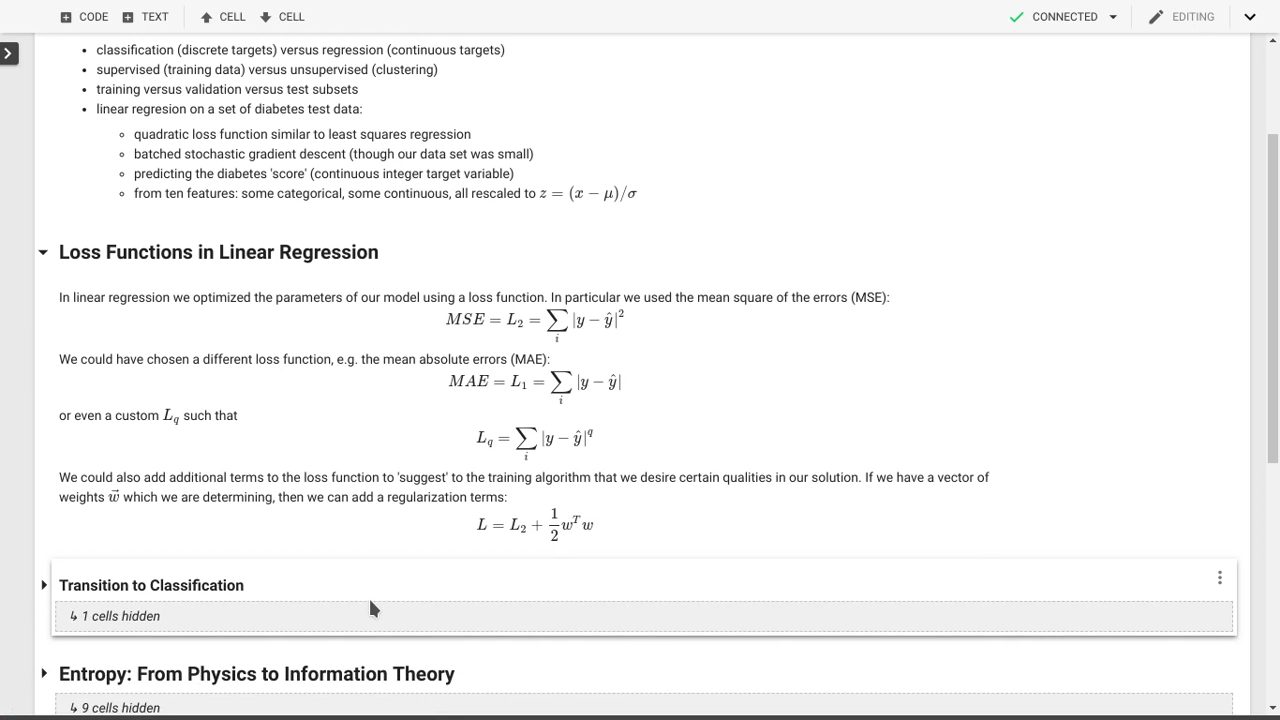 CODE TEXT CELL CELL CONNECTED EDITING
• classification (discrete targets) versus regression (continuous targets)
• supervised (training data) versus unsupervised (clustering)
• training versus validation versus test subsets
• linear regresion on a set of diabetes test data:
◦ quadratic loss function similar to least squares regression
◦ batched stochastic gradient descent (though our data set was small)
◦ predicting the diabetes 'score' (continuous integer target variable)
◦ from ten features: some categorical, some continuous, all rescaled to z = (x − μ)/σ
Loss Functions in Linear Regression
In linear regression we optimized the parameters of our model using a loss function. In particular we used the mean square of the errors (MSE):
MSE = L₂ = ∑ᵢ |y − ŷ|²
We could have chosen a different loss function, e.g. the mean absolute errors (MAE):
MAE = L₁ = ∑ᵢ |y − ŷ|
or even a custom L_q such that
L_q = ∑ᵢ |y − ŷ|^q
We could also add additional terms to the loss function to 'suggest' to the training algorithm that we desire certain qualities in our solution. If we have a vector of
weights w⃗ which we are determining, then we can add a regularization terms:
L = L₂ + 1/2 wᵀw
Transition to Classification
↳ 1 cells hidden
Entropy: From Physics to Information Theory
↳ 9 cells hidden